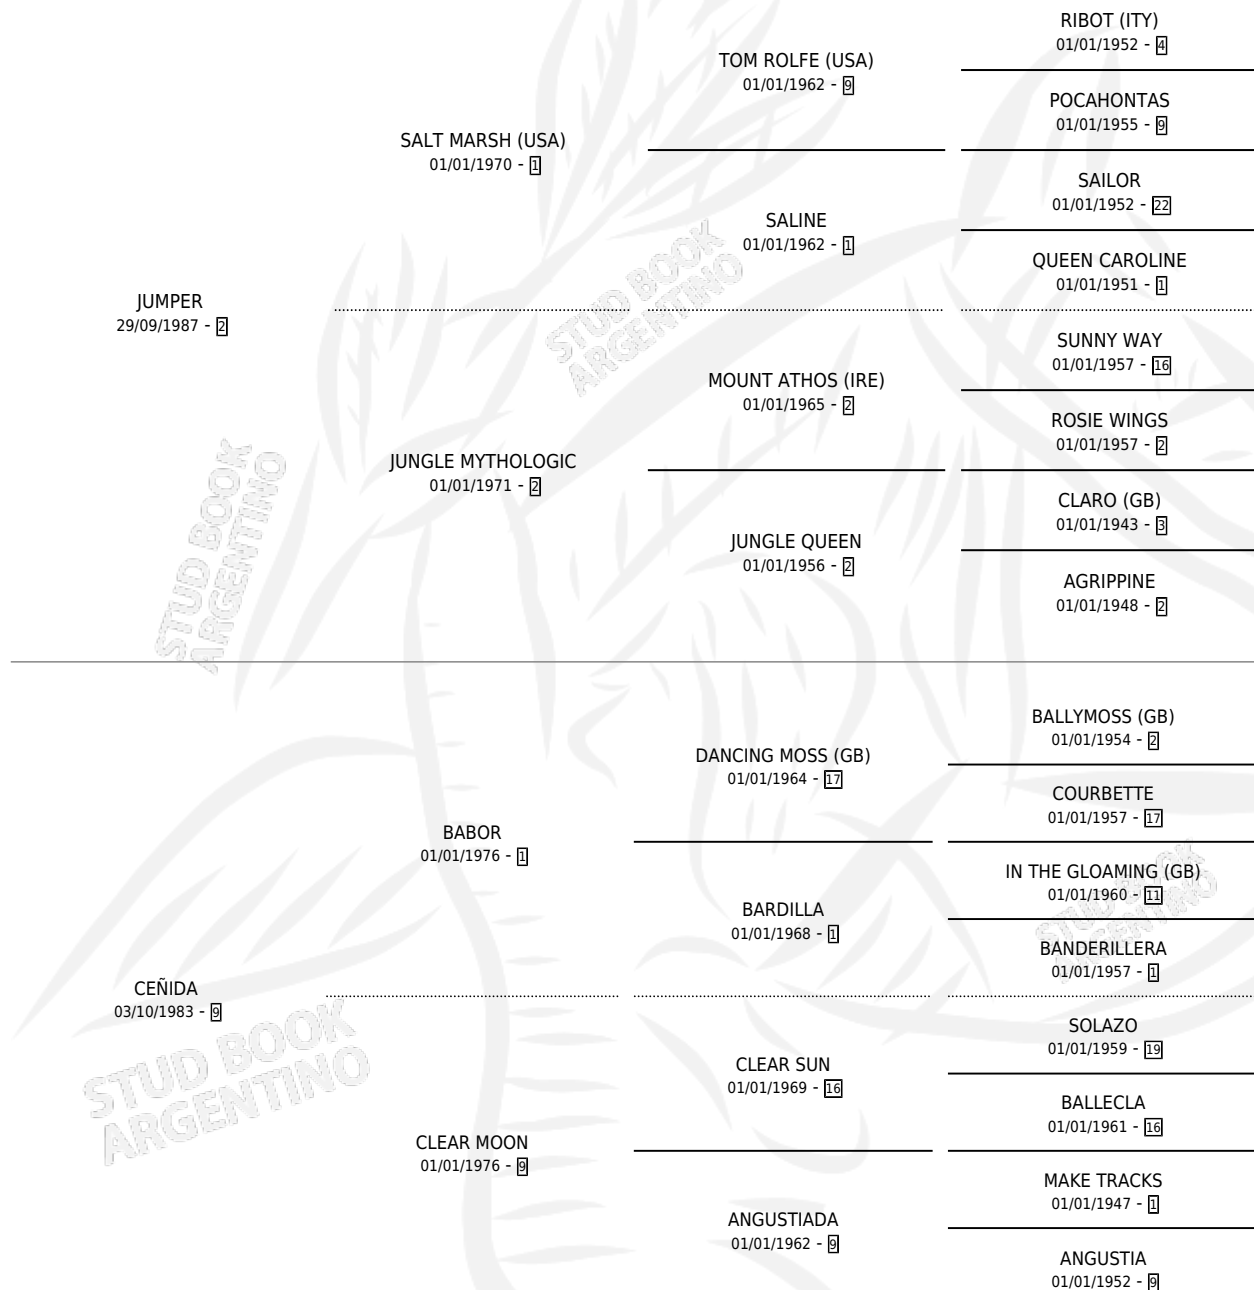 RIBOT (ITY)
01/01/1952 - 4
TOM ROLFE (USA)
01/01/1962 - 9
POCAHONTAS
01/01/1955 - 9
SALT MARSH (USA)
01/01/1970 - 1
SAILOR
01/01/1952 - 22
SALINE
01/01/1962 - 1
QUEEN CAROLINE
01/01/1951 - 1
JUMPER
29/09/1987 - 2
STUD BOOK
ARGENTINO
SUNNY WAY
01/01/1957 - 16
MOUNT ATHOS (IRE)
01/01/1965 - 2
ROSIE WINGS
01/01/1957 - 2
JUNGLE MYTHOLOGIC
01/01/1971 - 2
CLARO (GB)
01/01/1943 - 3
JUNGLE QUEEN
01/01/1956 - 2
AGRIPPINE
01/01/1948 - 2
STUD BOOK
ARGENTINO
BALLYMOSS (GB)
01/01/1954 - 2
DANCING MOSS (GB)
01/01/1964 - 17
COURBETTE
01/01/1957 - 17
BABOR
01/01/1976 - 1
IN THE GLOAMING (GB)
01/01/1960 - 11
BARDILLA
01/01/1968 - 1
STUD BOOK
ARGENTINO
BANDERILLERA
01/01/1957 - 1
CEÑIDA
03/10/1983 - 9
SOLAZO
01/01/1959 - 19
CLEAR SUN
01/01/1969 - 16
BALLECLA
01/01/1961 - 16
STUD BOOK
ARGENTINO
CLEAR MOON
01/01/1976 - 9
MAKE TRACKS
01/01/1947 - 1
ANGUSTIADA
01/01/1962 - 9
ANGUSTIA
01/01/1952 - 9